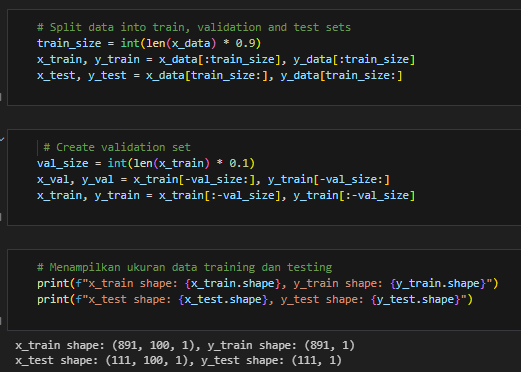 # Split data into train, validation and test sets
train_size = int(len(x_data) * 0.9)
x_train, y_train = x_data[:train_size], y_data[:train_size]
x_test, y_test = x_data[train_size:], y_data[train_size:]
# Create validation set
val_size = int(len(x_train) * 0.1)
x_val, y_val = x_train[-val_size:], y_train[-val_size:]
x_train, y_train = x_train[:-val_size], y_train[:-val_size]
# Menampilkan ukuran data training dan testing
print(f"x_train shape: {x_train.shape}, y_train shape: {y_train.shape}")
print(f"x_test shape: {x_test.shape}, y_test shape: {y_test.shape}")
x_train shape: (891, 100, 1), y_train shape: (891, 1)
x_test shape: (111, 100, 1), y_test shape: (111, 1)